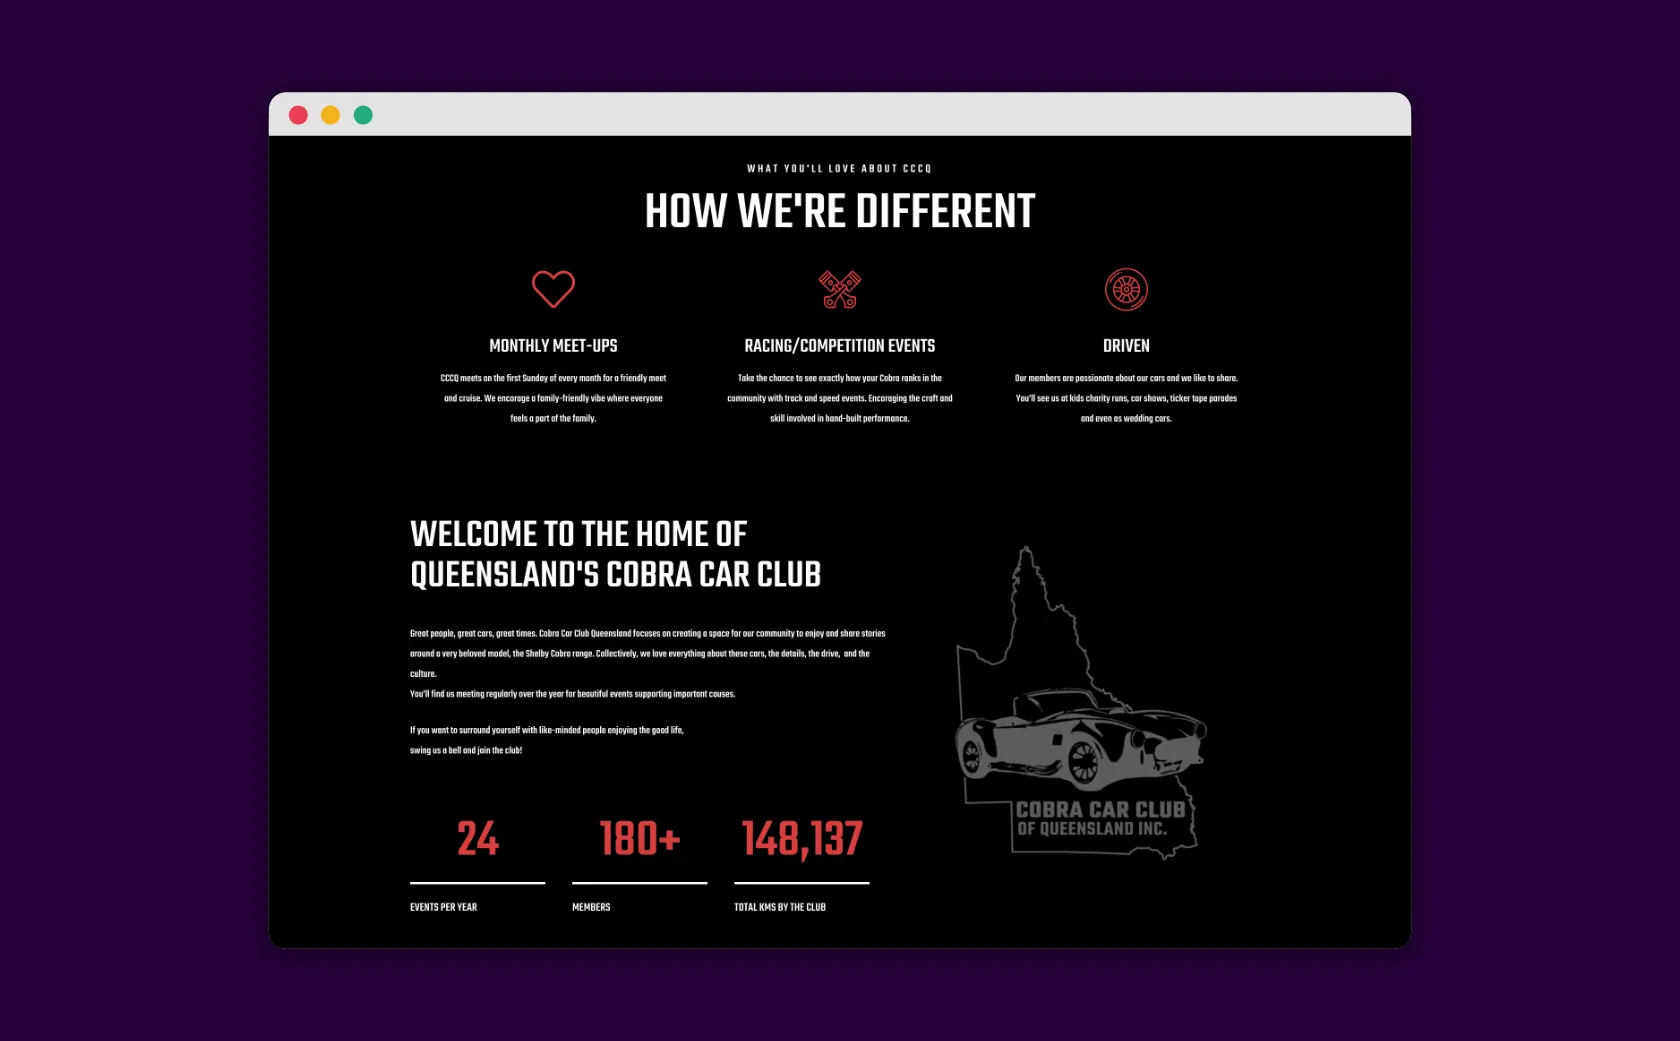 WHAT YOU'LL LOVE ABOUT CCCQ
HOW WE'RE DIFFERENT
MONTHLY MEET-UPS
CCCQ meets on the first Sunday of every month for a friendly meet
and cruise. We encorage a family-friendly vibe where everyone
feels a part of the family.
RACING/COMPETITION EVENTS
Take the chance to see exactly how your Cobra ranks in the
community with track and speed events. Encoraging the craft and
skill involved in hand-built performance.
DRIVEN
Our members are passionate about our cars and we like to share.
You'll see us at kids charity runs, car shows, ticker tape parades
and even as wedding cars.
WELCOME TO THE HOME OF
QUEENSLAND'S COBRA CAR CLUB
Great people, great cars, great times. Cobra Car Club Queensland focuses on creating a space for our community to enjoy and share stories
around a very beloved model, the Shelby Cobra range. Collectively, we love everything about these cars, the details, the drive, and the
culture.
You'll find us meeting regularly over the year for beautiful events supporting important causes.
If you want to surround yourself with like-minded people enjoying the good life,
swing us a bell and join the club!
24
EVENTS PER YEAR
180+
MEMBERS
148,137
TOTAL KMS BY THE CLUB
COBRA CAR CLUB
OF QUEENSLAND INC.